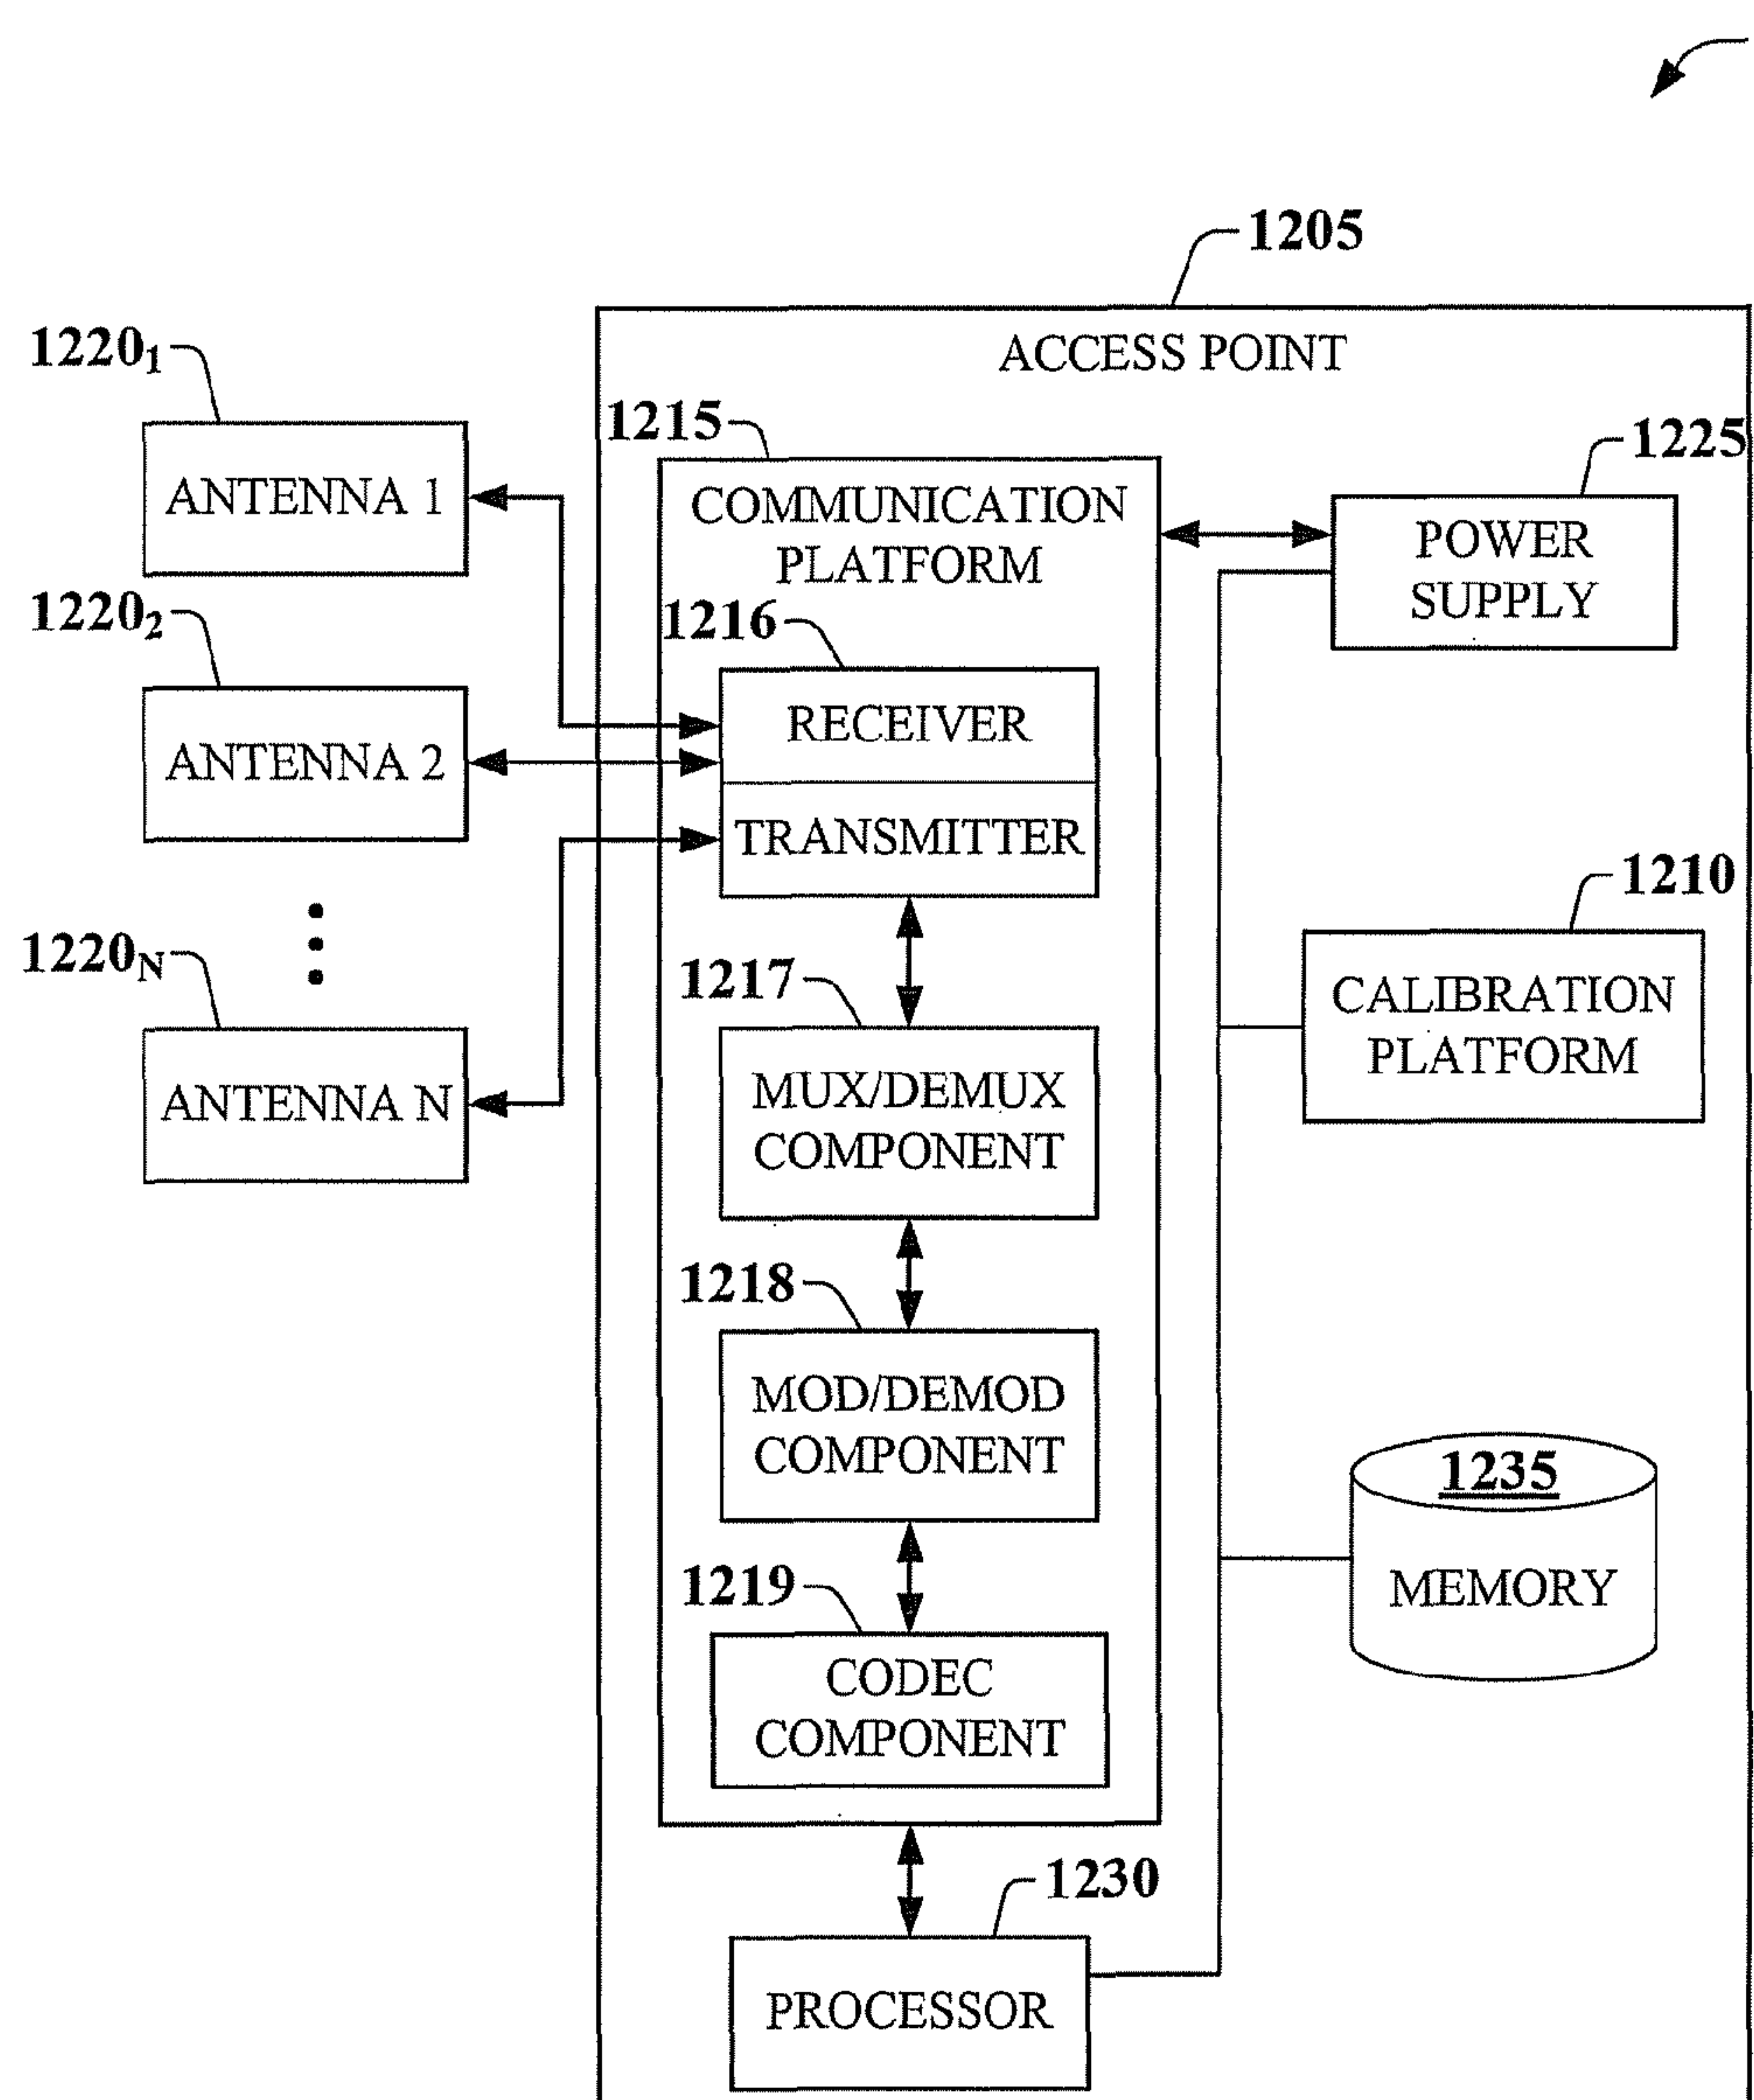 1205
ACCESS POINT
1220₁
ANTENNA 1
1220₂
ANTENNA 2
1220N
ANTENNA N
1215
COMMUNICATION
PLATFORM
1216
RECEIVER
TRANSMITTER
1217
MUX/DEMUX
COMPONENT
1218
MOD/DEMOD
COMPONENT
1219
CODEC
COMPONENT
1225
POWER
SUPPLY
1210
CALIBRATION
PLATFORM
1235
MEMORY
1230
PROCESSOR